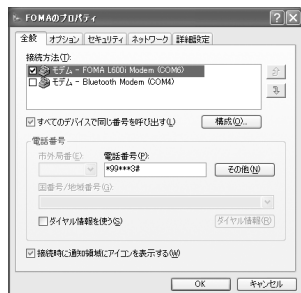 FOMAのプロパティ
全般 オプション セキュリティ ネットワーク 詳細設定
接続方法(T):
モデム - FOMA L600i Modem (COM6)
モデム - Bluetooth Modem (COM4)
すべてのデバイスで同じ番号を呼び出す(L) 構成(O)...
電話番号
市外局番(E): 電話番号(P):
*99***3# その他(N)
国番号/地域番号(G):
ダイヤル情報を使う(S) ダイヤル情報(R)
接続時に通知領域にアイコンを表示する(W)
OK キャンセル